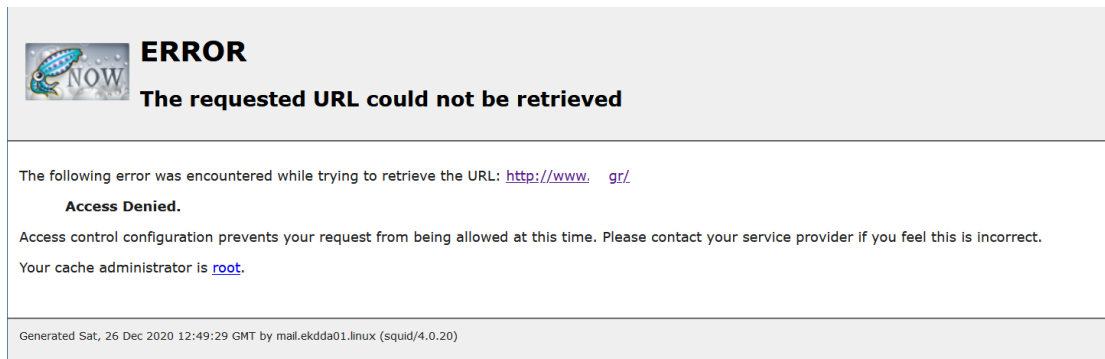 NOW
ERROR
The requested URL could not be retrieved
The following error was encountered while trying to retrieve the URL: http://www. gr/
Access Denied.
Access control configuration prevents your request from being allowed at this time. Please contact your service provider if you feel this is incorrect.
Your cache administrator is root.
Generated Sat, 26 Dec 2020 12:49:29 GMT by mail.ekdda01.linux (squid/4.0.20)